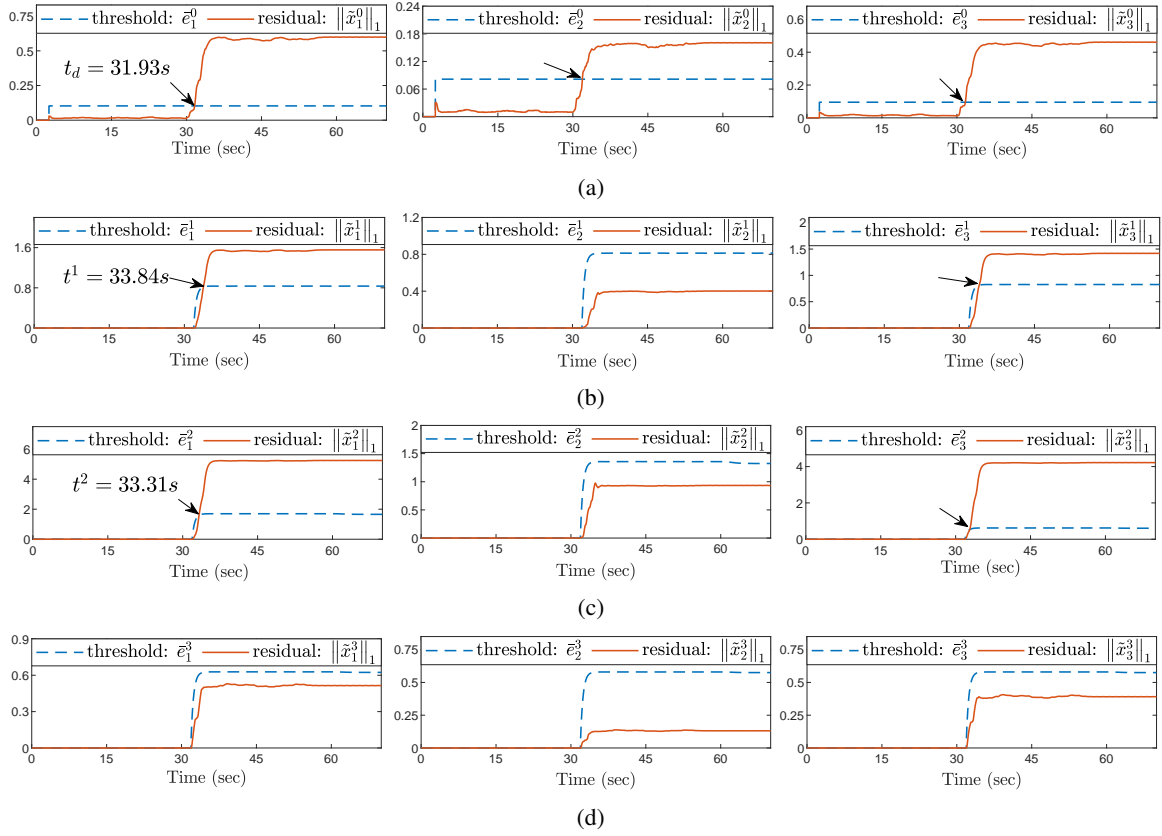 threshold: ē₁⁰ residual: ||x̃₁⁰||₁
0.75
0.5
0.25
0
t_d = 31.93s
0 15 30 45 60
Time (sec)
threshold: ē₂⁰ residual: ||x̃₂⁰||₁
0.24
0.18
0.12
0.06
0
0 15 30 45 60
Time (sec)
threshold: ē₃⁰ residual: ||x̃₃⁰||₁
0.6
0.4
0.2
0
0 15 30 45 60
Time (sec)
(a)
threshold: ē₁¹ residual: ||x̃₁¹||₁
1.6
0.8
0
t¹ = 33.84s
0 15 30 45 60
Time (sec)
threshold: ē₂¹ residual: ||x̃₂¹||₁
1.2
0.8
0.4
0
0 15 30 45 60
Time (sec)
threshold: ē₃¹ residual: ||x̃₃¹||₁
2
1.5
1
0.5
0
0 15 30 45 60
Time (sec)
(b)
threshold: ē₁² residual: ||x̃₁²||₁
6
4
2
0
t² = 33.31s
0 15 30 45 60
Time (sec)
threshold: ē₂² residual: ||x̃₂²||₁
2
1.5
1
0.5
0
0 15 30 45 60
Time (sec)
threshold: ē₃² residual: ||x̃₃²||₁
6
4
2
0
0 15 30 45 60
Time (sec)
(c)
threshold: ē₁³ residual: ||x̃₁³||₁
0.9
0.6
0.3
0
0 15 30 45 60
Time (sec)
threshold: ē₂³ residual: ||x̃₂³||₁
0.75
0.5
0.25
0
0 15 30 45 60
Time (sec)
threshold: ē₃³ residual: ||x̃₃³||₁
0.75
0.5
0.25
0
0 15 30 45 60
Time (sec)
(d)